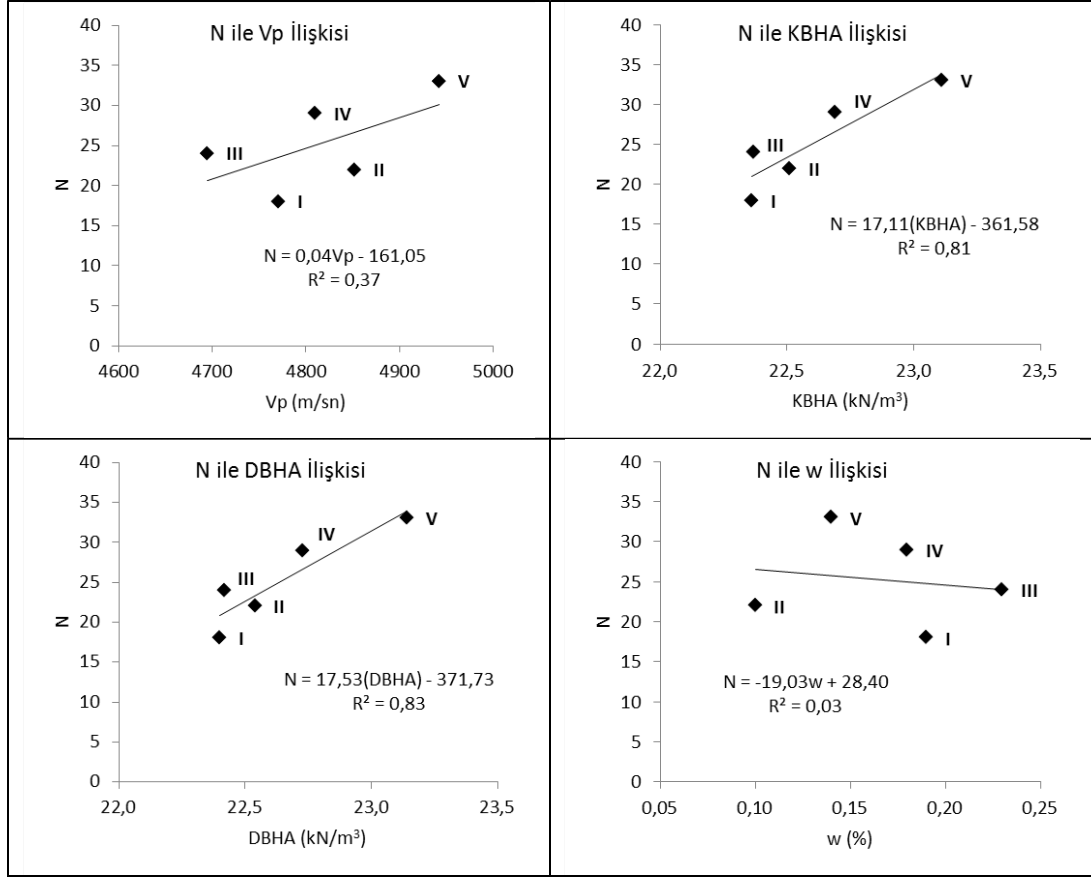 N ile Vp İlişkisi
40
35
30
25
20
15
10
5
0
N
V
IV
III
II
I
N = 0,04Vp - 161,05
R² = 0,37
4600 4700 4800 4900 5000
Vp (m/sn)
N ile KBHA İlişkisi
40
35
30
25
20
15
10
5
0
N
V
IV
III
II
I
N = 17,11(KBHA) - 361,58
R² = 0,81
22,0 22,5 23,0 23,5
KBHA (kN/m³)
N ile DBHA İlişkisi
40
35
30
25
20
15
10
5
0
N
V
IV
III
II
I
N = 17,53(DBHA) - 371,73
R² = 0,83
22,0 22,5 23,0 23,5
DBHA (kN/m³)
N ile w İlişkisi
40
35
30
25
20
15
10
5
0
N
V
IV
III
II
I
N = -19,03w + 28,40
R² = 0,03
0,05 0,10 0,15 0,20 0,25
w (%)